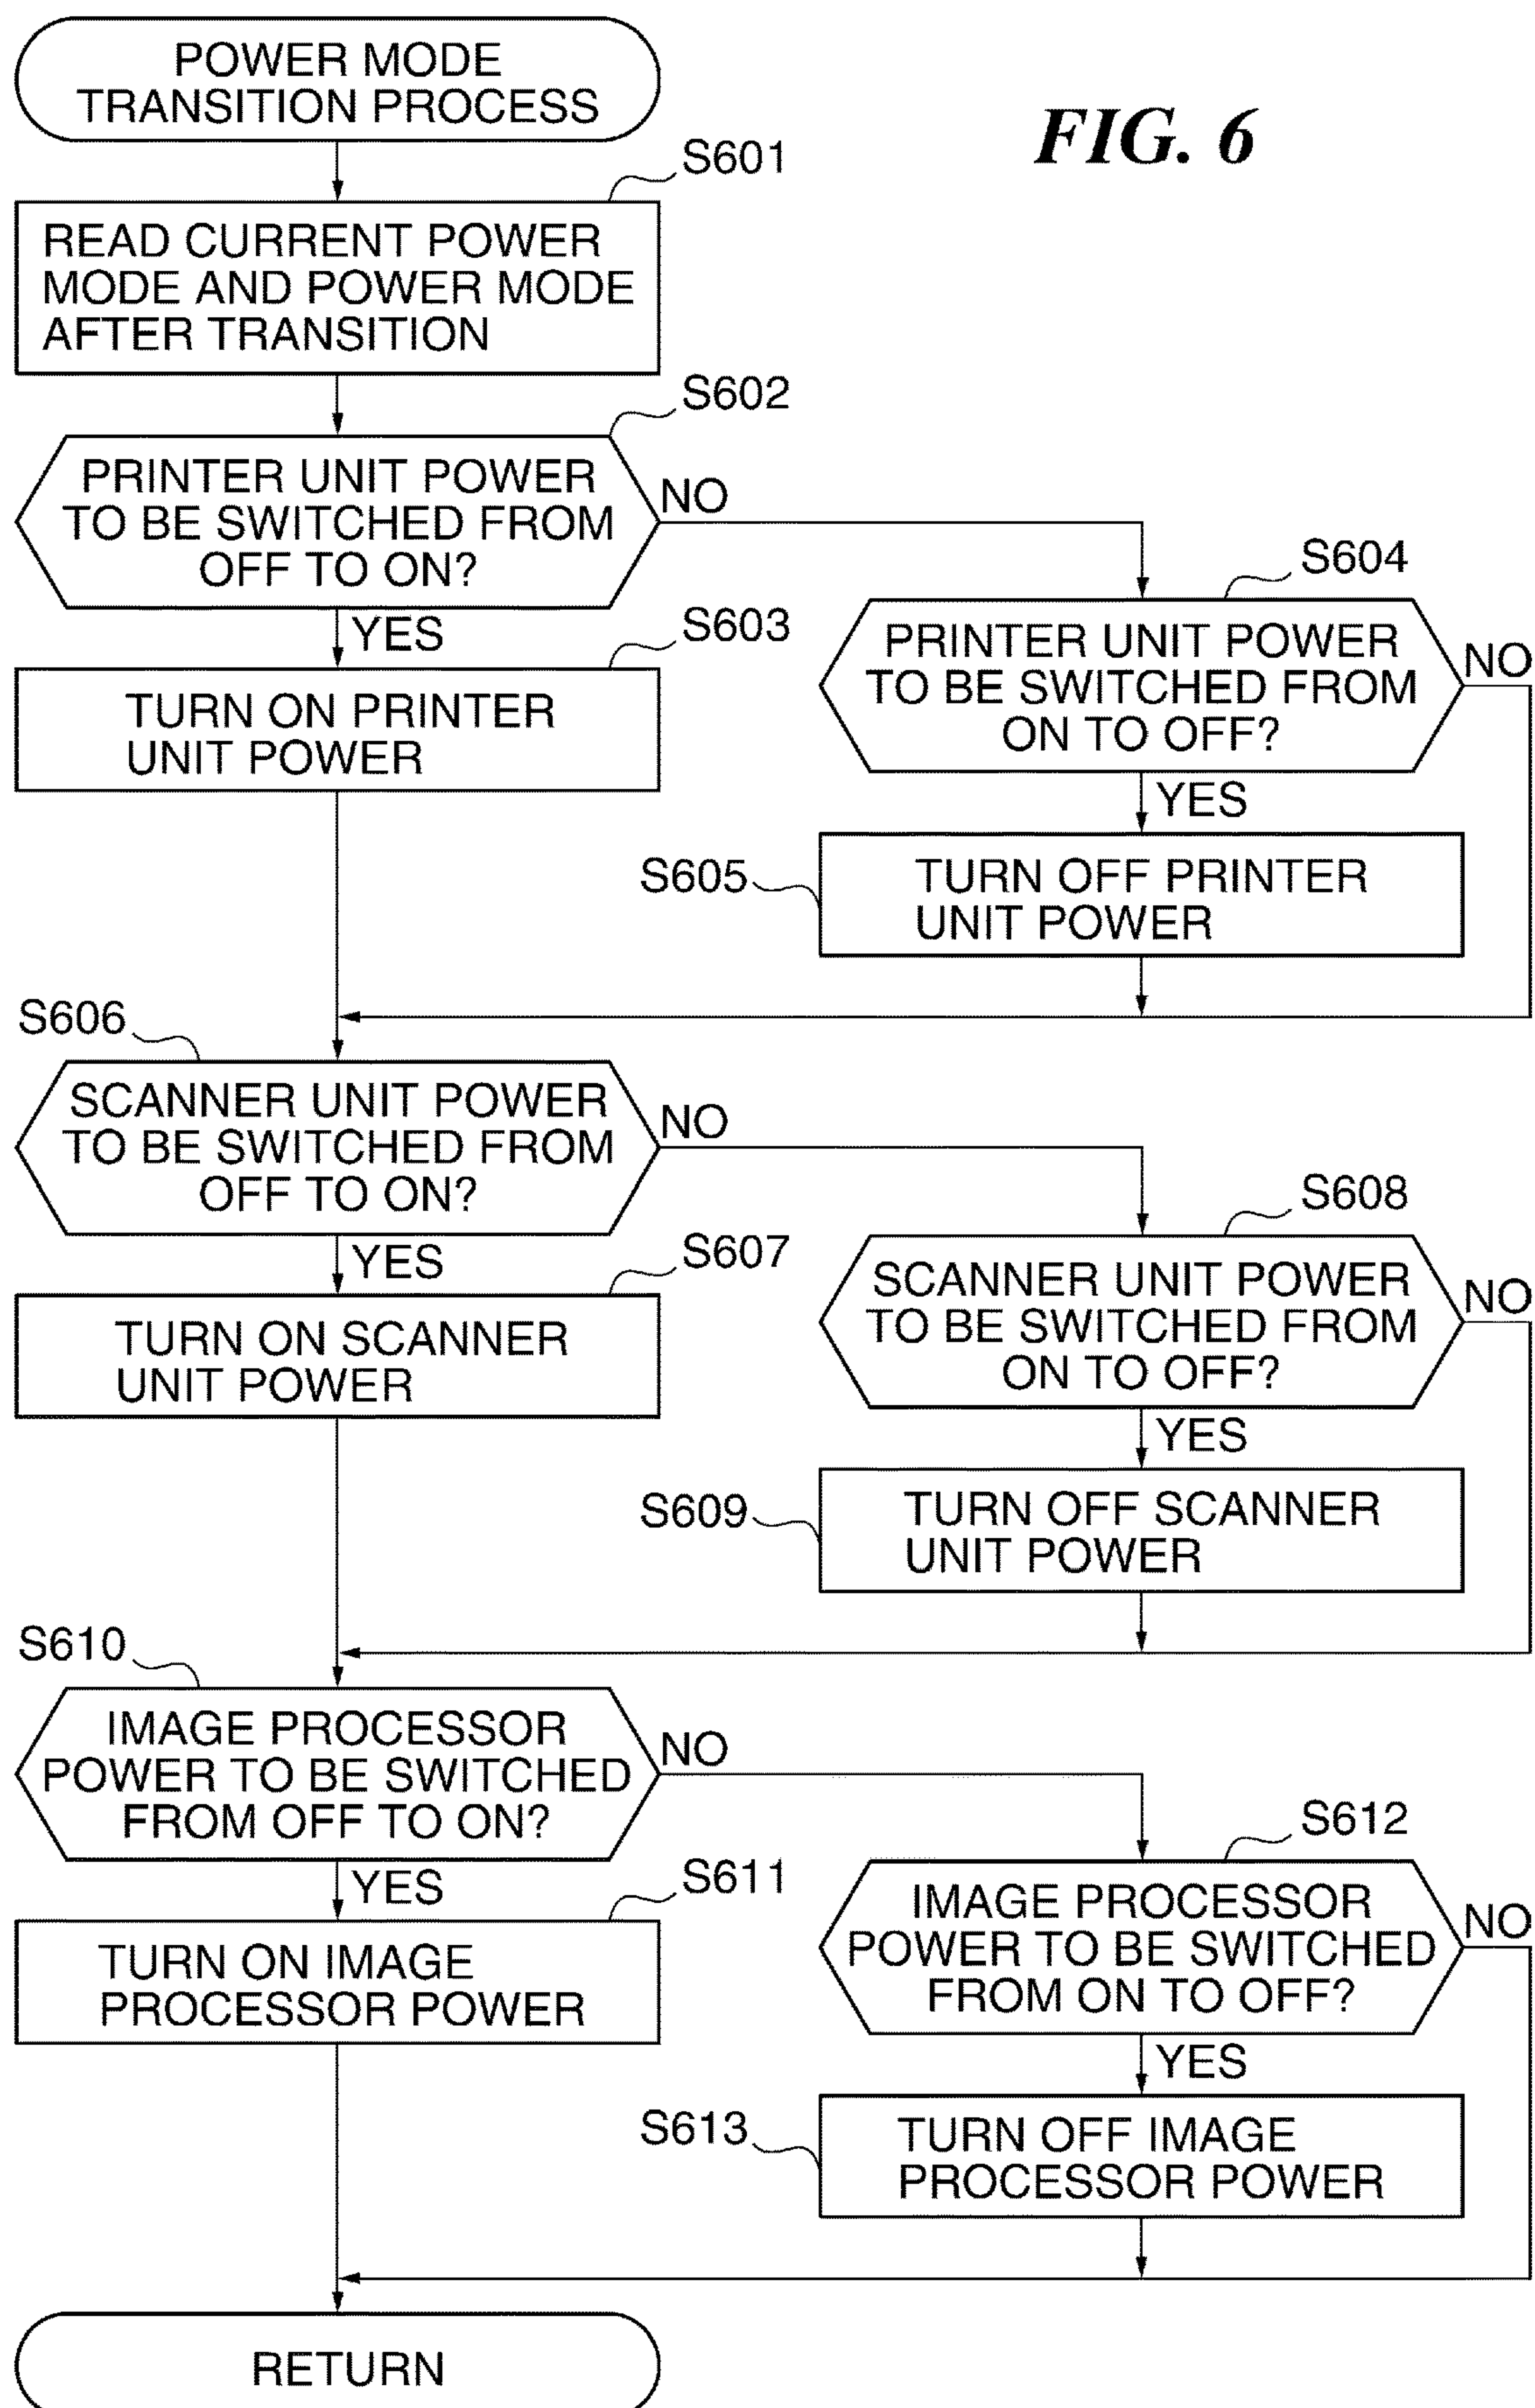 POWER MODE
TRANSITION PROCESS
FIG. 6
S601
READ CURRENT POWER
MODE AND POWER MODE
AFTER TRANSITION
S602
PRINTER UNIT POWER
TO BE SWITCHED FROM
OFF TO ON?
NO
YES
S603
TURN ON PRINTER
UNIT POWER
S604
PRINTER UNIT POWER
TO BE SWITCHED FROM
ON TO OFF?
NO
YES
S605
TURN OFF PRINTER
UNIT POWER
S606
SCANNER UNIT POWER
TO BE SWITCHED FROM
OFF TO ON?
NO
YES
S607
TURN ON SCANNER
UNIT POWER
S608
SCANNER UNIT POWER
TO BE SWITCHED FROM
ON TO OFF?
NO
YES
S609
TURN OFF SCANNER
UNIT POWER
S610
IMAGE PROCESSOR
POWER TO BE SWITCHED
FROM OFF TO ON?
NO
YES
S611
TURN ON IMAGE
PROCESSOR POWER
S612
IMAGE PROCESSOR
POWER TO BE SWITCHED
FROM ON TO OFF?
NO
YES
S613
TURN OFF IMAGE
PROCESSOR POWER
RETURN